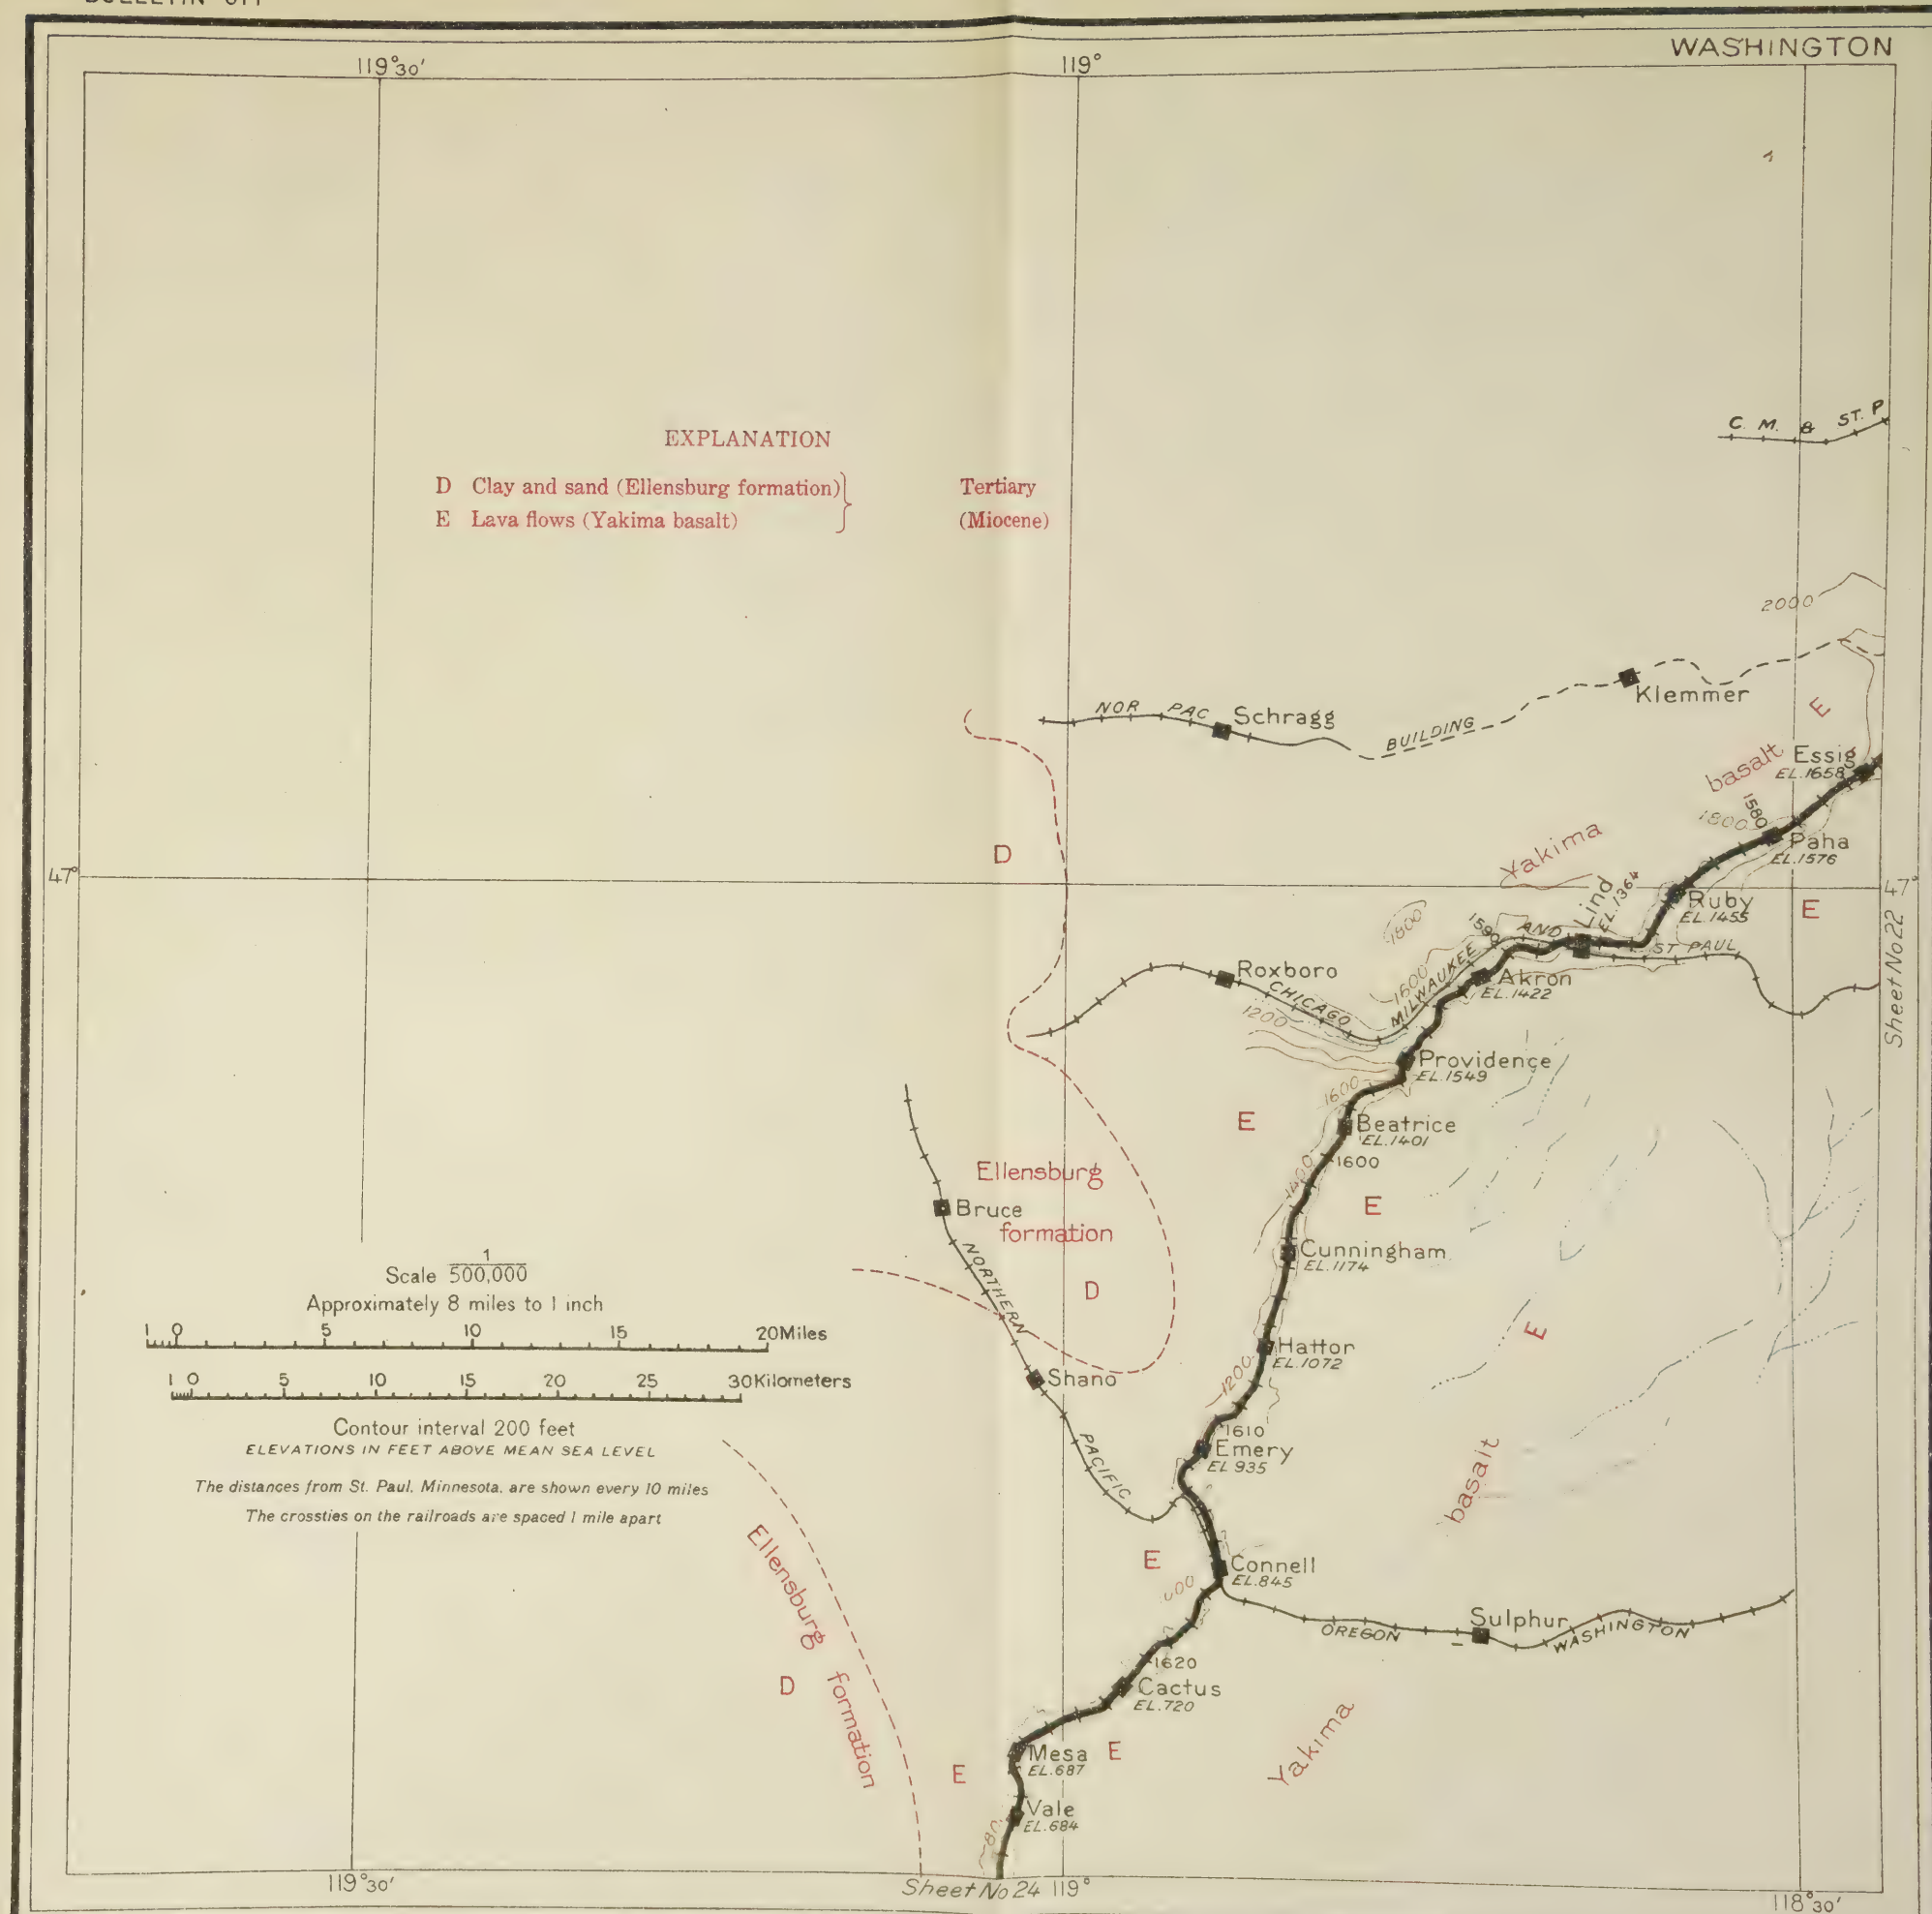 WASHINGTON
119°30'
119°
EXPLANATION
D Clay and sand (Ellensburg formation)
E Lava flows (Yakima basalt)
Tertiary
(Miocene)
C. M. & ST. P
2000
Klemmer
NOR PAC
Schragg
BUILDING
E
basalt
Essig
EL.1658
1580
1800
Paha
EL.1576
Yakima
D
47°
47°
Lind
EL.1364
Ruby
EL.1455
E
Sheet No 22
1800
1590
AND
ST PAUL
MILWAUKEE
1600
Akron
EL.1422
Roxboro
CHICAGO
1200
Providence
EL.1549
1600
E
Beatrice
EL.1401
1600
1400
Ellensburg
formation
D
Bruce
E
Cunningham
EL.1174
NORTHERN
Scale 1/500,000
Approximately 8 miles to 1 inch
1 0 5 10 15 20 Miles
1 0 5 10 15 20 25 30 Kilometers
Contour interval 200 feet
ELEVATIONS IN FEET ABOVE MEAN SEA LEVEL
The distances from St. Paul, Minnesota, are shown every 10 miles
The crossties on the railroads are spaced 1 mile apart
E
Hattor
EL.1072
1200
Shano
1610
Emery
EL 935
PACIFIC
basalt
Ellensburg
formation
D
E
Connell
EL.845
Sulphur
OREGON
WASHINGTON
1620
Cactus
EL.720
Yakima
Mesa
EL.687
E
E
Vale
EL.684
119°30'
Sheet No 24
119°
118°30'